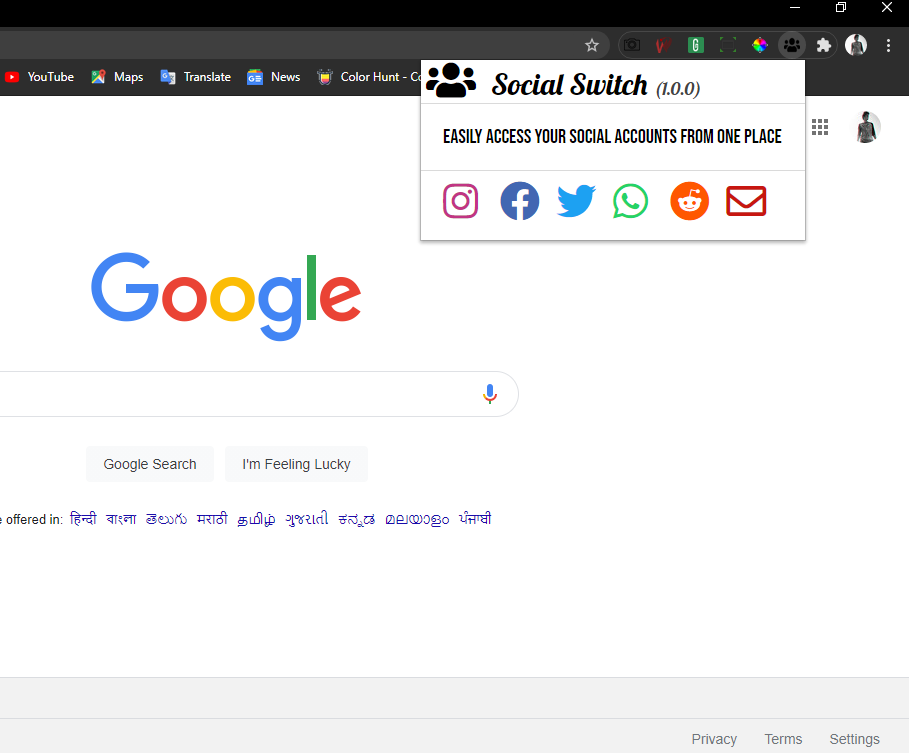 YouTube Maps Translate News Color Hunt - Co
Social Switch (1.0.0)
EASILY ACCESS YOUR SOCIAL ACCOUNTS FROM ONE PLACE
Google
Google Search I'm Feeling Lucky
offered in: हिन्दी বাংলা తెలుగు मराठी தமிழ் ગુજરાતી ಕನ್ನಡ മലയാളം ਪੰਜਾਬੀ
Privacy Terms Settings